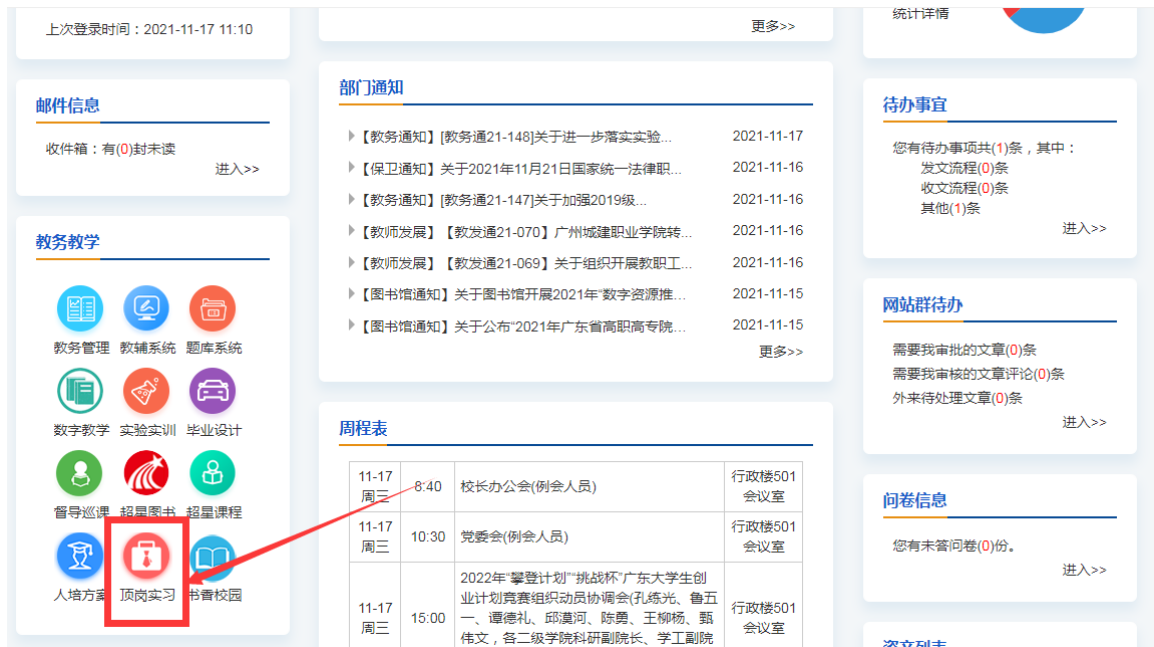 上次登录时间：2021-11-17 11:10
邮件信息
收件箱：有(0)封未读
进入>>
教务教学
教务管理 教辅系统 题库系统
数字教学 实验实训 毕业设计
督导巡课 超星图书 超星课程
人培方案 顶岗实习 书香校园
更多>>
部门通知
【教务通知】[教务通21-148]关于进一步落实实验... 2021-11-17
【保卫通知】关于2021年11月21日国家统一法律职... 2021-11-16
【教务通知】[教务通21-147]关于加强2019级... 2021-11-16
【教师发展】【教发通21-070】广州城建职业学院转... 2021-11-16
【教师发展】【教发通21-069】关于组织开展教职工... 2021-11-16
【图书馆通知】关于图书馆开展2021年“数字资源推... 2021-11-15
【图书馆通知】关于公布“2021年广东省高职高专院... 2021-11-15
更多>>
周程表
11-17 周三 8:40 校长办公会(例会人员) 行政楼501会议室
11-17 周三 10:30 党委会(例会人员) 行政楼501会议室
11-17 周三 15:00 行政楼501会议室
2022年“攀登计划”“挑战杯”广东大学生创
业计划竞赛组织动员协调会(孔练光、鲁五
一、谭德礼、邱漠河、陈勇、王柳杨、甄
伟文，各二级学院科研副院长、学工副院
统计详情
待办事宜
您有待办事项共(1)条，其中：
发文流程(0)条
收文流程(0)条
其他(1)条
进入>>
网站群待办
需要我审批的文章(0)条
需要我审核的文章评论(0)条
外来待处理文章(0)条
进入>>
问卷信息
您有未答问卷(0)份。
进入>>